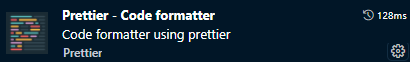 Prettier - Code formatter 128ms
Code formatter using prettier
Prettier